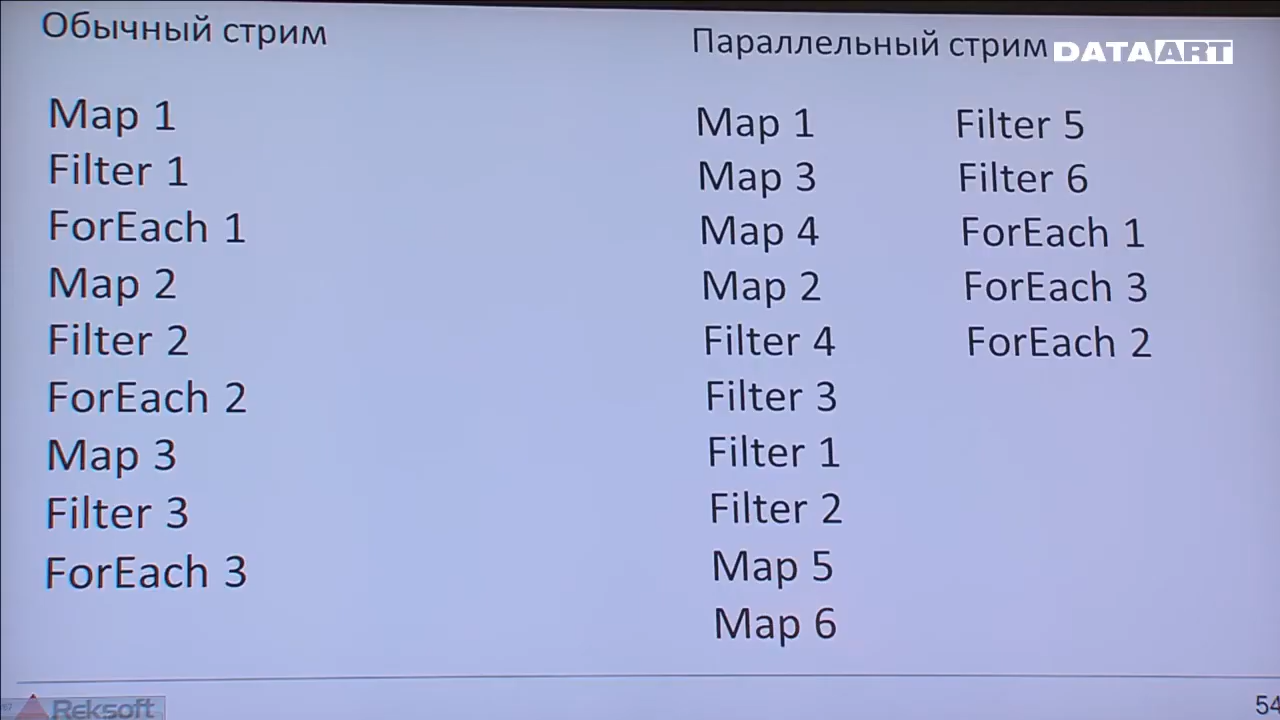 Обычный стрим
Map 1
Filter 1
ForEach 1
Map 2
Filter 2
ForEach 2
Map 3
Filter 3
ForEach 3
Параллельный стрим
DATAART
Map 1
Map 3
Map 4
Map 2
Filter 4
Filter 3
Filter 1
Filter 2
Map 5
Map 6
Filter 5
Filter 6
ForEach 1
ForEach 3
ForEach 2
Reksoft
54